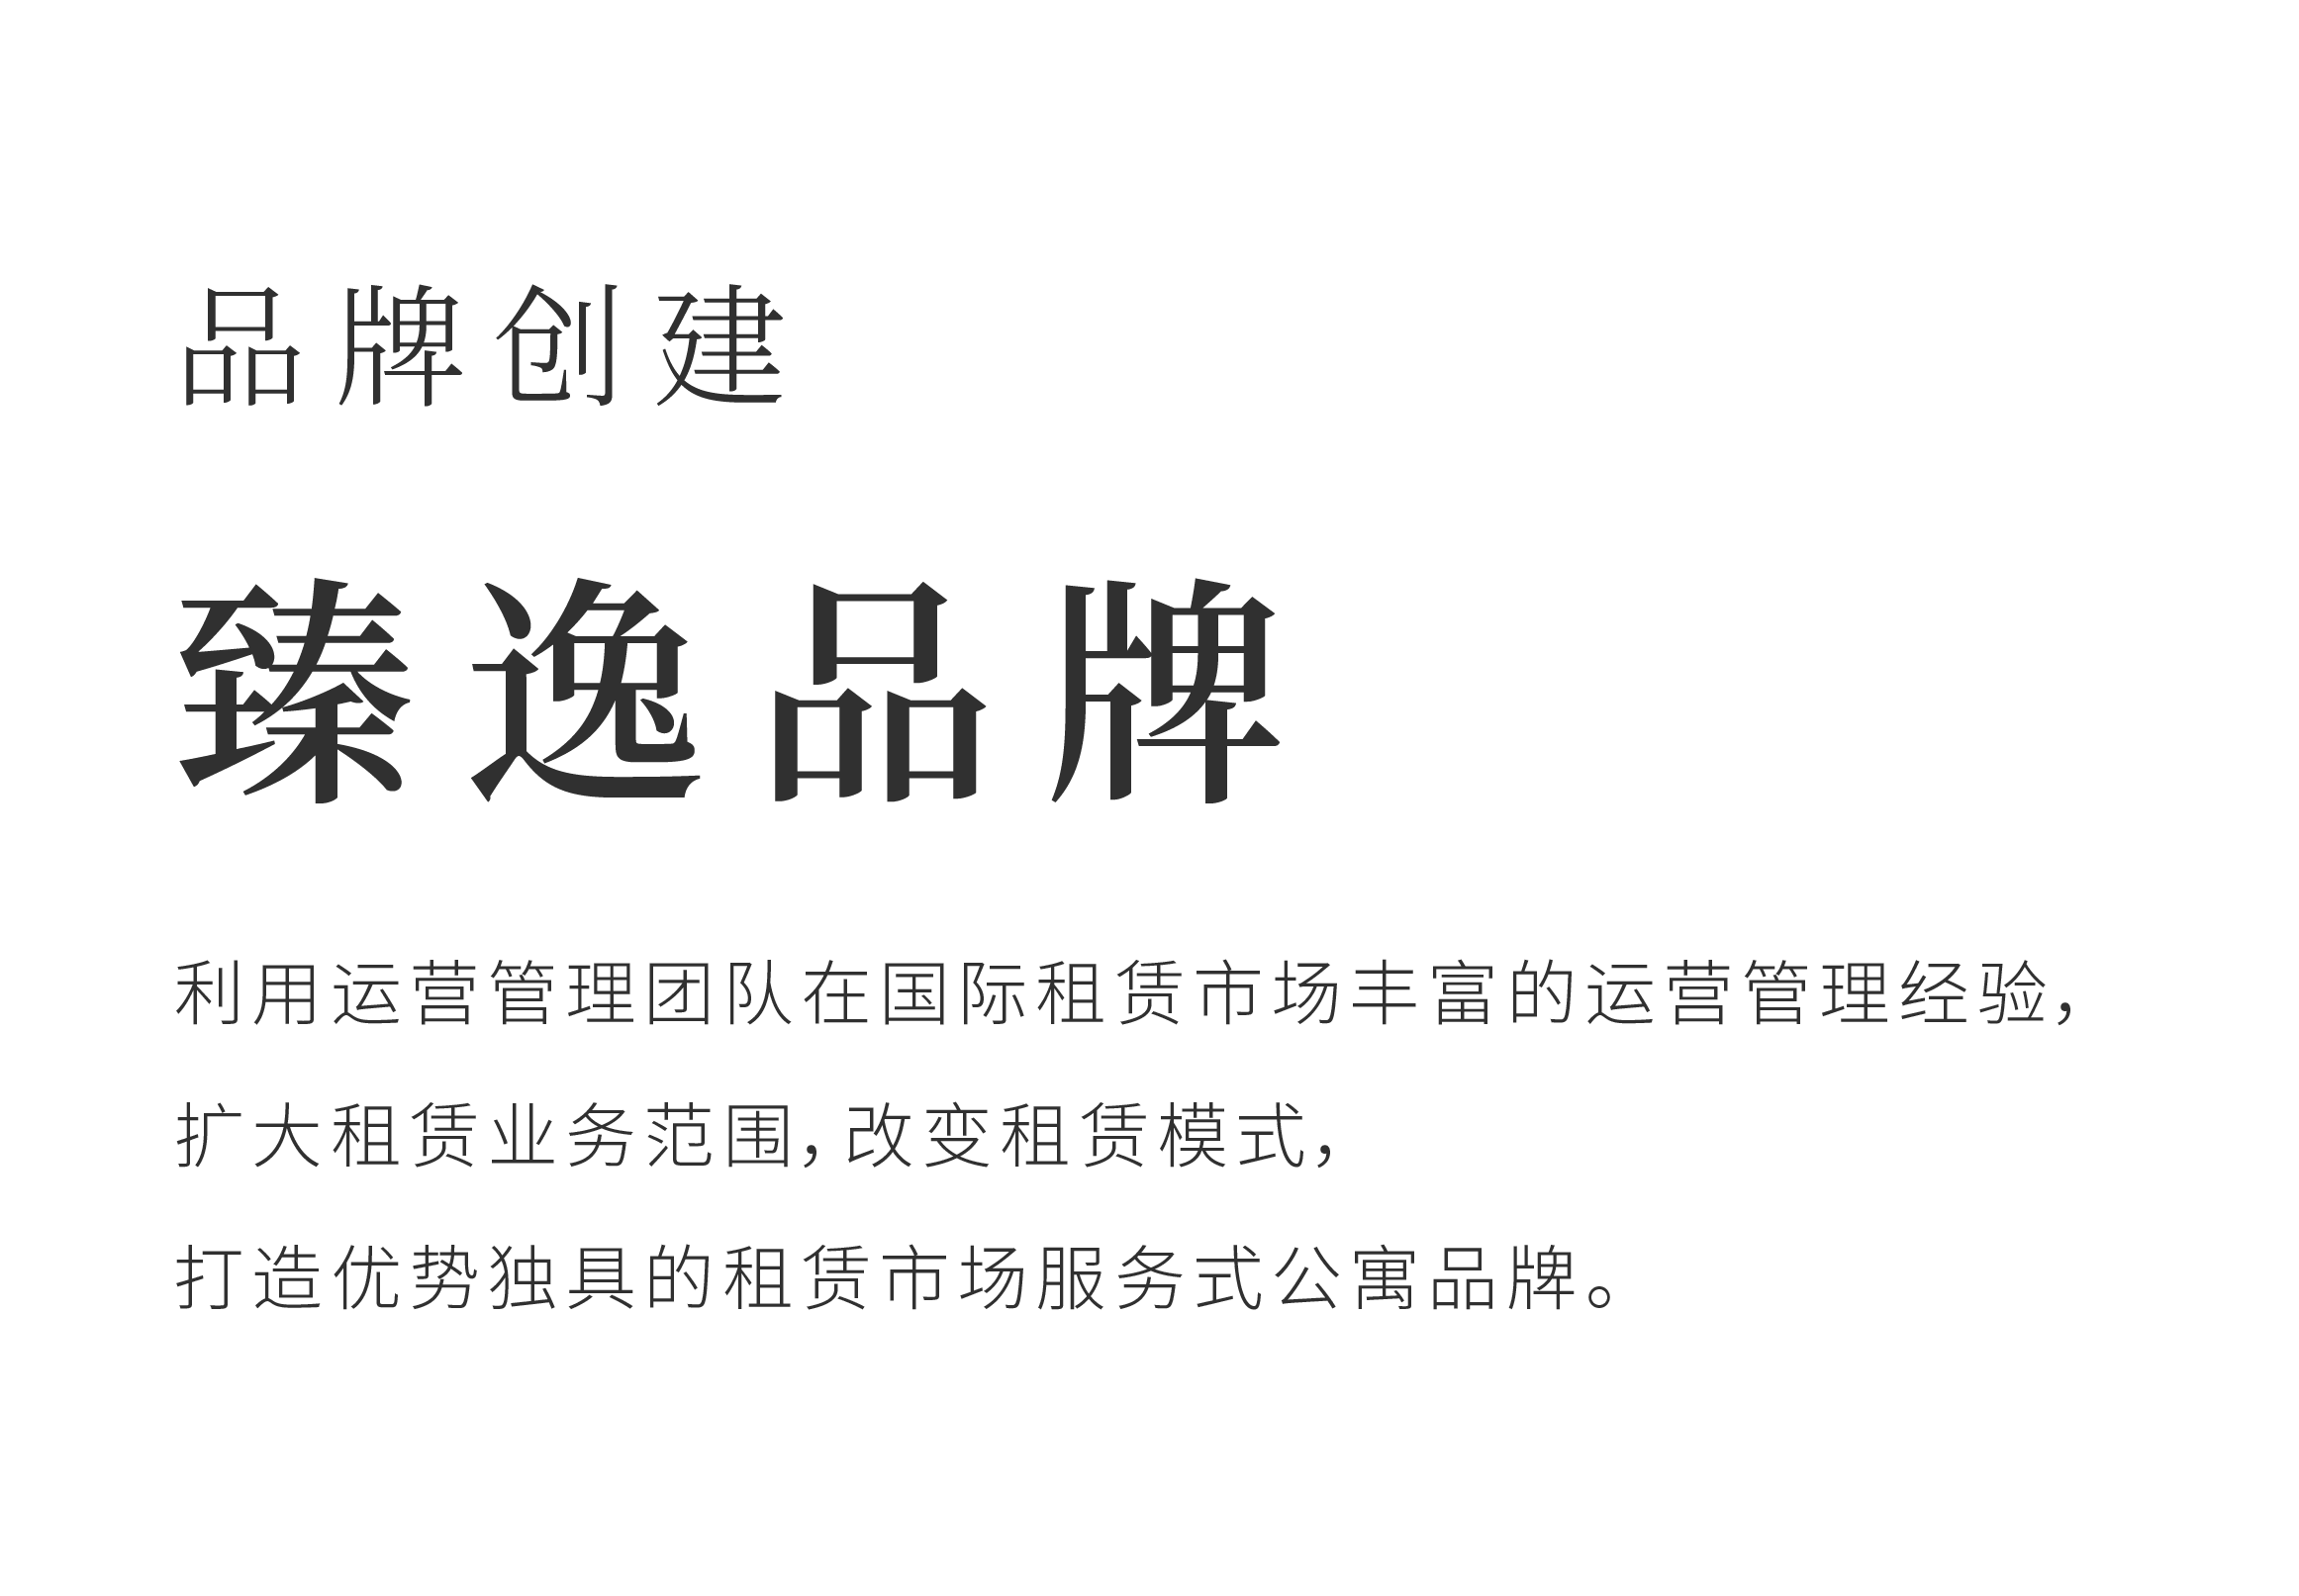 品牌创建
臻逸品牌
利用运营管理团队在国际租赁市场丰富的运营管理经验，
扩大租赁业务范围，改变租赁模式，
打造优势独具的租赁市场服务式公寓品牌。